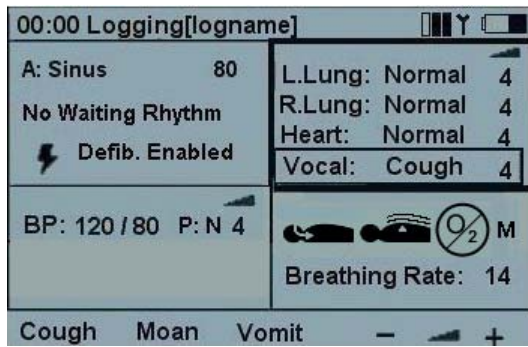 00:00 Logging[logname]
A: Sinus 80
No Waiting Rhythm
Defib. Enabled
L.Lung: Normal 4
R.Lung: Normal 4
Heart: Normal 4
Vocal: Cough 4
BP: 120 / 80 P: N 4
O2 M
Breathing Rate: 14
Cough Moan Vomit − +